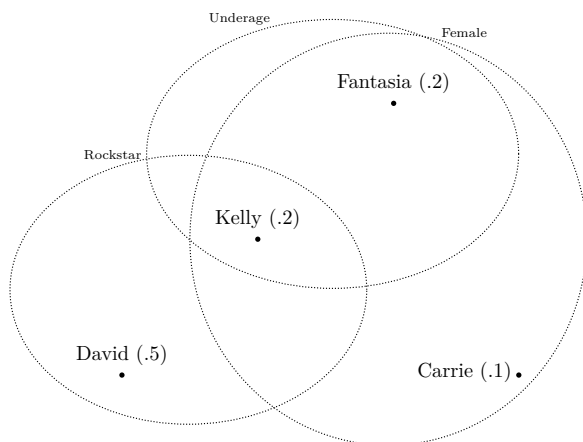 Underage
Female
Fantasia (.2)
Rockstar
Kelly (.2)
David (.5)
Carrie (.1)